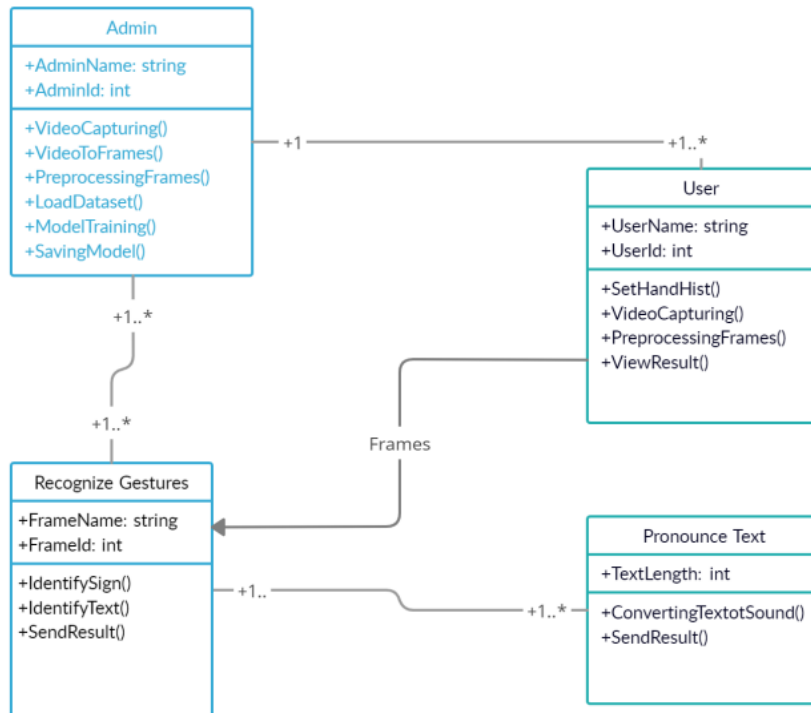 Admin
+AdminName: string
+AdminId: int
+VideoCapturing()
+VideoToFrames()
+PreprocessingFrames()
+LoadDataset()
+ModelTraining()
+SavingModel()
+1
+1..*
User
+UserName: string
+UserId: int
+SetHandHist()
+VideoCapturing()
+PreprocessingFrames()
+ViewResult()
+1..*
+1..*
Frames
Recognize Gestures
+FrameName: string
+FrameId: int
+IdentifySign()
+IdentifyText()
+SendResult()
+1..
+1..*
Pronounce Text
+TextLength: int
+ConvertingTextotSound()
+SendResult()